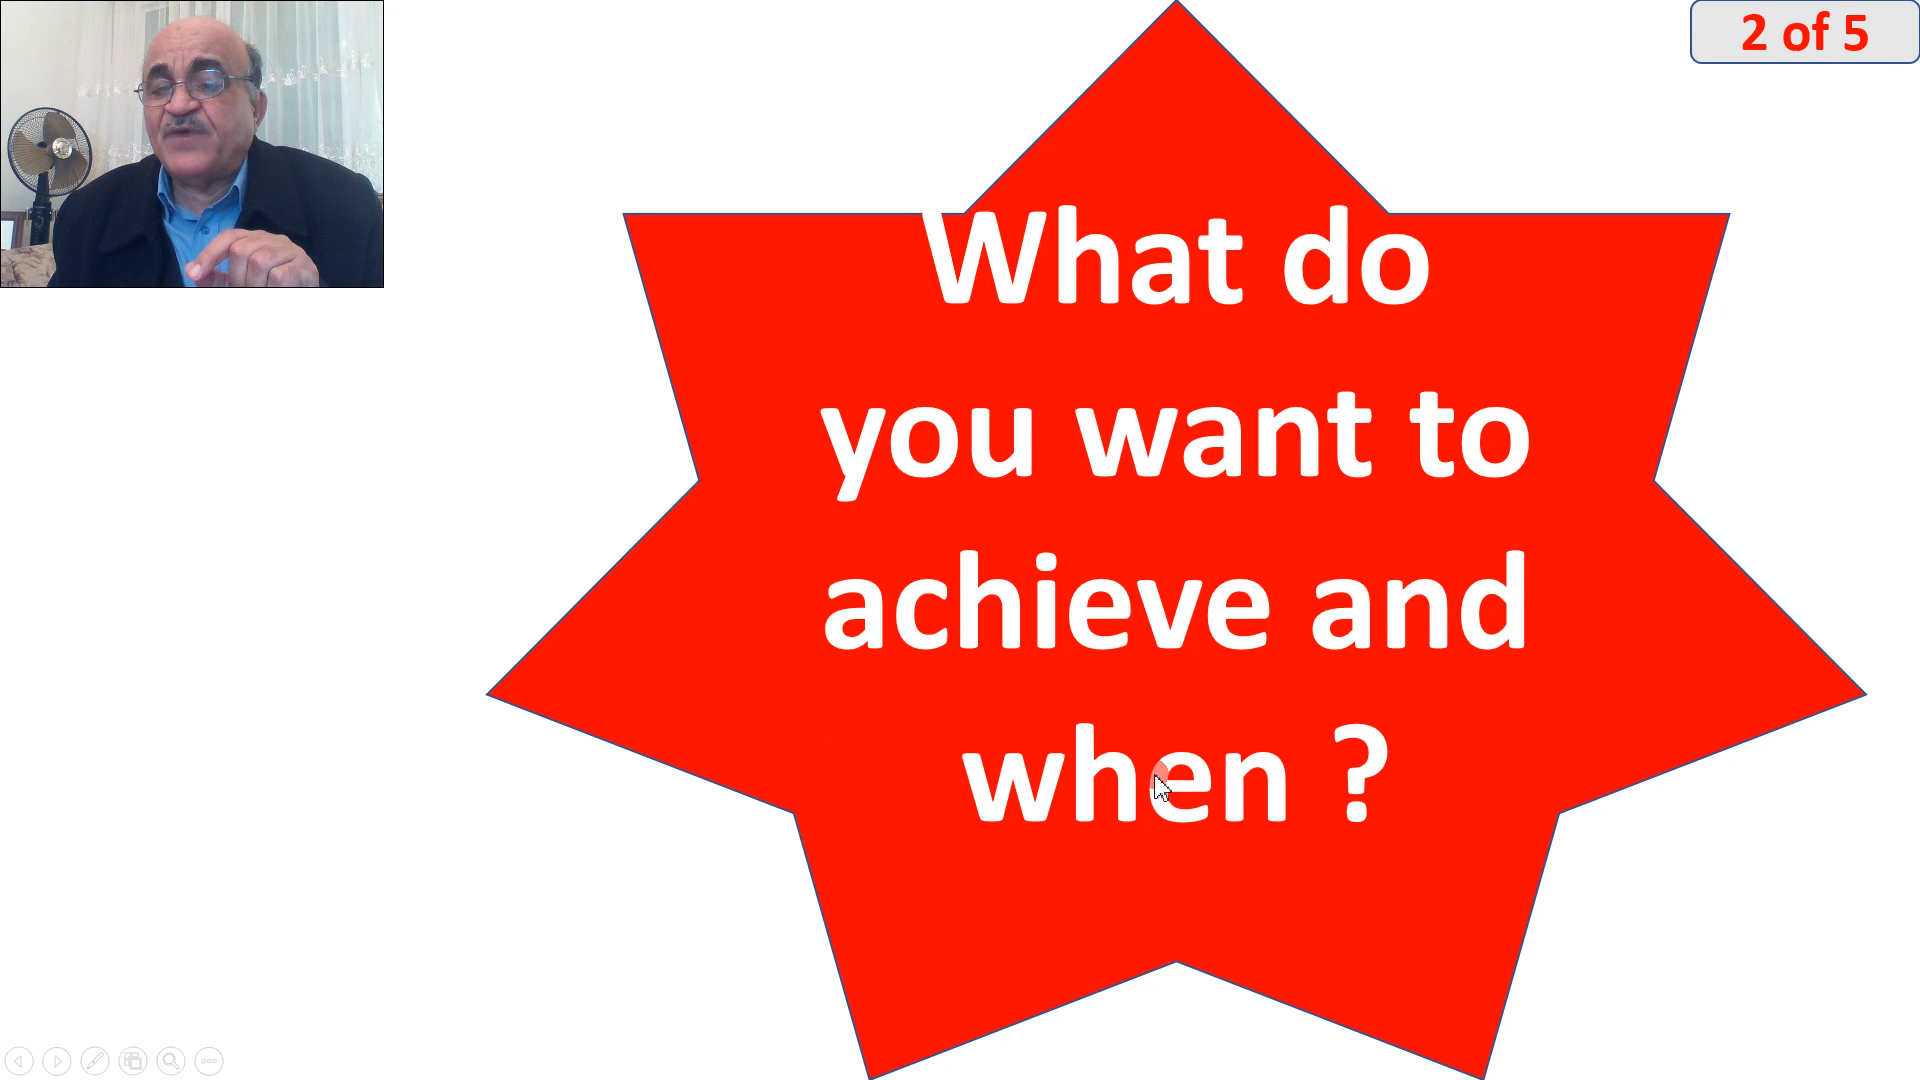 2 of 5
What do
you want to
achieve and
when ?